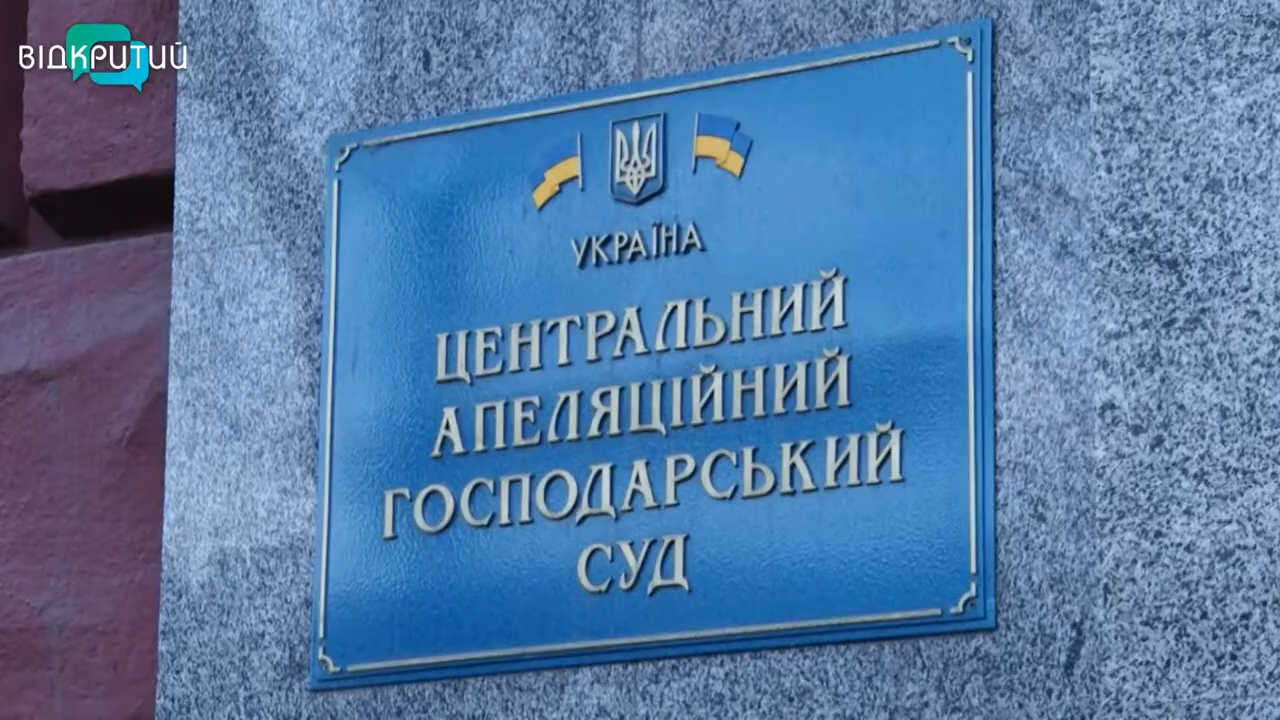 ВІДКРИТИЙ
УКРАЇНА
ЦЕНТРАЛЬНИЙ
АПЕЛЯЦІЙНИЙ
ГОСПОДАРСЬКИЙ
СУД